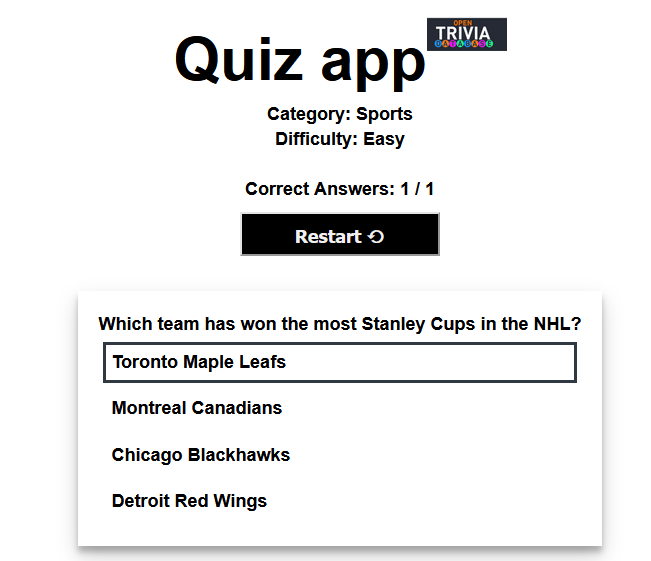 Quiz app
OPEN
TRIVIA
DATABASE
Category: Sports
Difficulty: Easy
Correct Answers: 1 / 1
Restart ⟲
Which team has won the most Stanley Cups in the NHL?
Toronto Maple Leafs
Montreal Canadians
Chicago Blackhawks
Detroit Red Wings